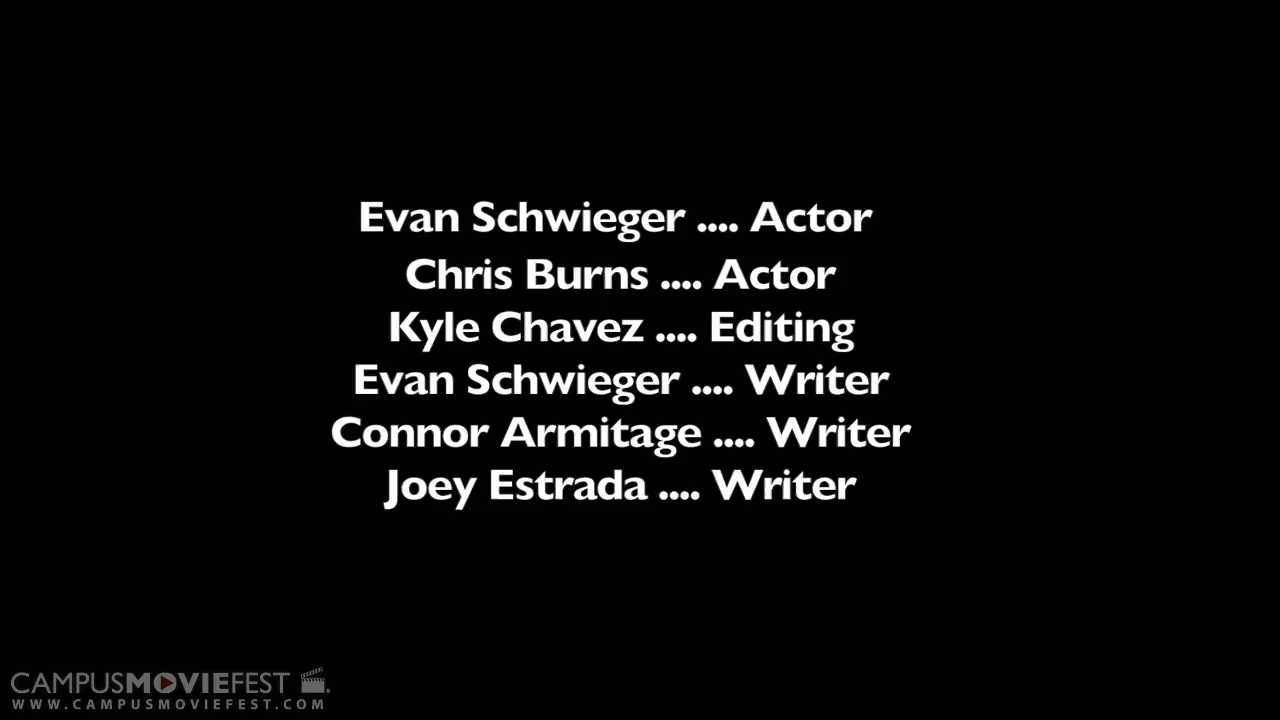 Evan Schwieger .... Actor
Chris Burns .... Actor
Kyle Chavez .... Editing
Evan Schwieger .... Writer
Connor Armitage .... Writer
Joey Estrada .... Writer
CAMPUSMOVIEFEST
WWW.CAMPUSMOVIEFEST.COM